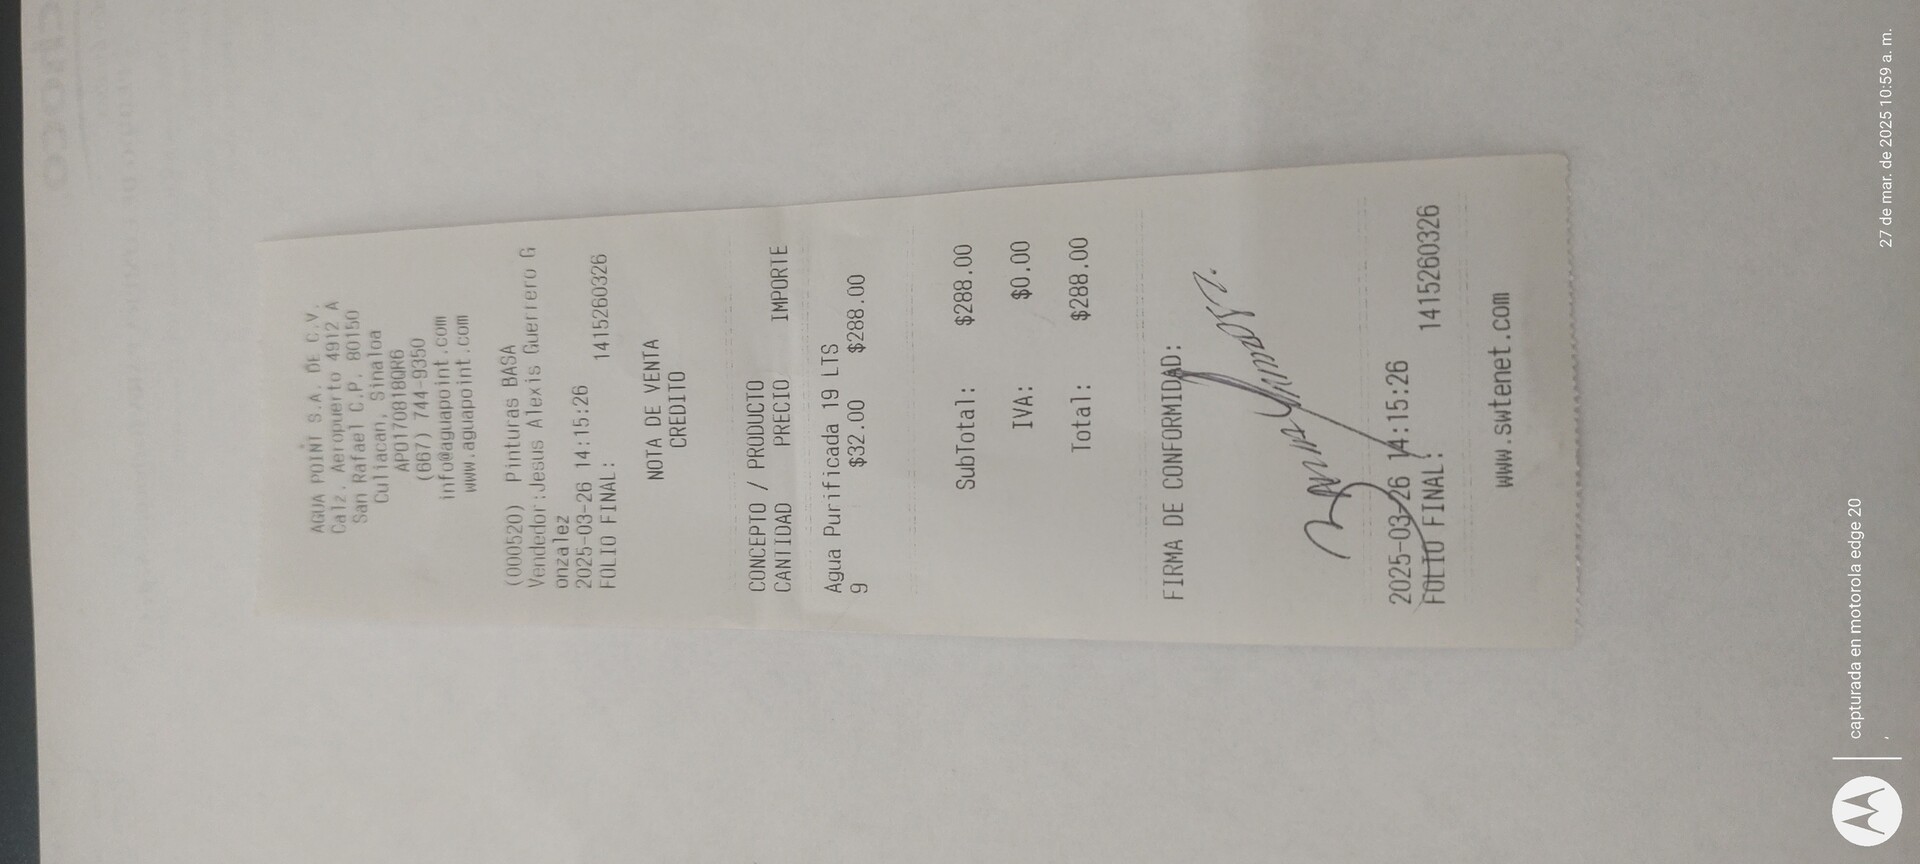 AGUA POINT S.A. DE C.V.
Calz. Aeropuerto 4912 A
San Rafael C.P. 80150
Culiacan, Sinaloa
APO170818QR6
(667) 744-9350
info@aguapoint.com
www.aguapoint.com
(000520) Pinturas BASA
Vendedor:Jesus Alexis Guerrero G
onzalez
2025-03-26 14:15:26
FOLIO FINAL: 1415260326
NOTA DE VENTA
CREDITO
CONCEPTO / PRODUCTO
CANTIDAD PRECIO IMPORTE
Agua Purificada 19 LTS
9 $32.00 $288.00
SubTotal: $288.00
IVA: $0.00
Total: $288.00
FIRMA DE CONFORMIDAD:
2025-03-26 14:15:26
FOLIO FINAL: 1415260326
www.swtenet.com
capturada en motorola edge 20
27 de mar. de 2025 10:59 a. m.